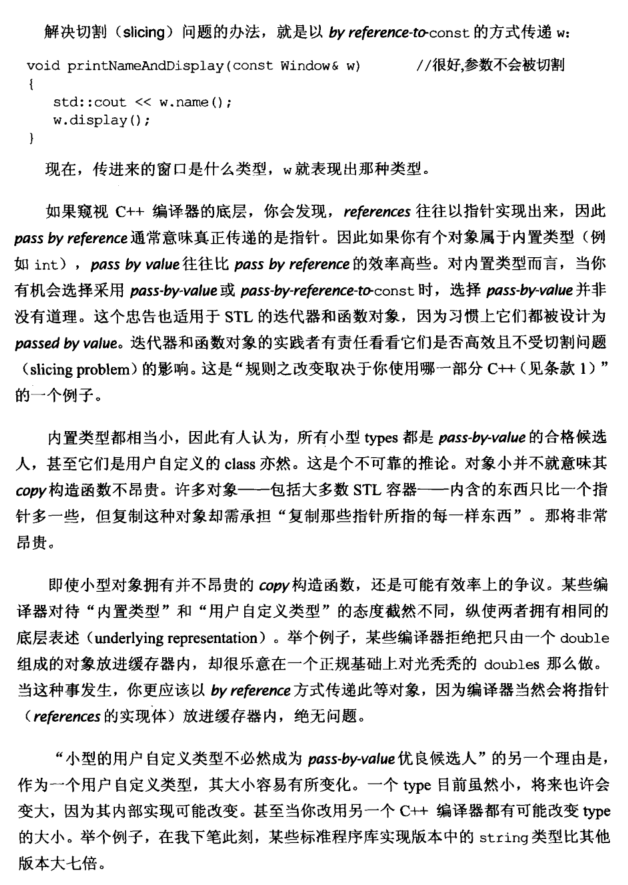 解决切割（slicing）问题的办法，就是以 by reference-to-const 的方式传递 w:
void printNameAndDisplay(const Window& w) //很好,参数不会被切割
{
std::cout << w.name();
w.display();
}
现在，传进来的窗口是什么类型，w 就表现出那种类型。
如果窥视 C++ 编译器的底层，你会发现，references 往往以指针实现出来，因此
pass by reference 通常意味真正传递的是指针。因此如果你有个对象属于内置类型（例
如 int），pass by value 往往比 pass by reference 的效率高些。对内置类型而言，当你
有机会选择采用 pass-by-value 或 pass-by-reference-to-const 时，选择 pass-by-value 并非
没有道理。这个忠告也适用于 STL 的迭代器和函数对象，因为习惯上它们都被设计为
passed by value。迭代器和函数对象的实践者有责任看看它们是否高效且不受切割问题
（slicing problem）的影响。这是“规则之改变取决于你使用哪一部分 C++（见条款 1）”
的一个例子。
内置类型都相当小，因此有人认为，所有小型 types 都是 pass-by-value 的合格候选
人，甚至它们是用户自定义的 class 亦然。这是个不可靠的推论。对象小并不就意味其
copy 构造函数不昂贵。许多对象——包括大多数 STL 容器——内含的东西只比一个指
针多一些，但复制这种对象却需承担“复制那些指针所指的每一样东西”。那将非常
昂贵。
即使小型对象拥有并不昂贵的 copy 构造函数，还是可能有效率上的争议。某些编
译器对待“内置类型”和“用户自定义类型”的态度截然不同，纵使两者拥有相同的
底层表述（underlying representation）。举个例子，某些编译器拒绝把只由一个 double
组成的对象放进缓存器内，却很乐意在一个正规基础上对光秃秃的 doubles 那么做。
当这种事发生，你更应该以 by reference 方式传递此等对象，因为编译器当然会将指针
（references 的实现体）放进缓存器内，绝无问题。
“小型的用户自定义类型不必然成为 pass-by-value 优良候选人”的另一个理由是，
作为一个用户自定义类型，其大小容易有所变化。一个 type 目前虽然小，将来也许会
变大，因为其内部实现可能改变。甚至当你改用另一个 C++ 编译器都有可能改变 type
的大小。举个例子，在我下笔此刻，某些标准程序库实现版本中的 string 类型比其他
版本大七倍。